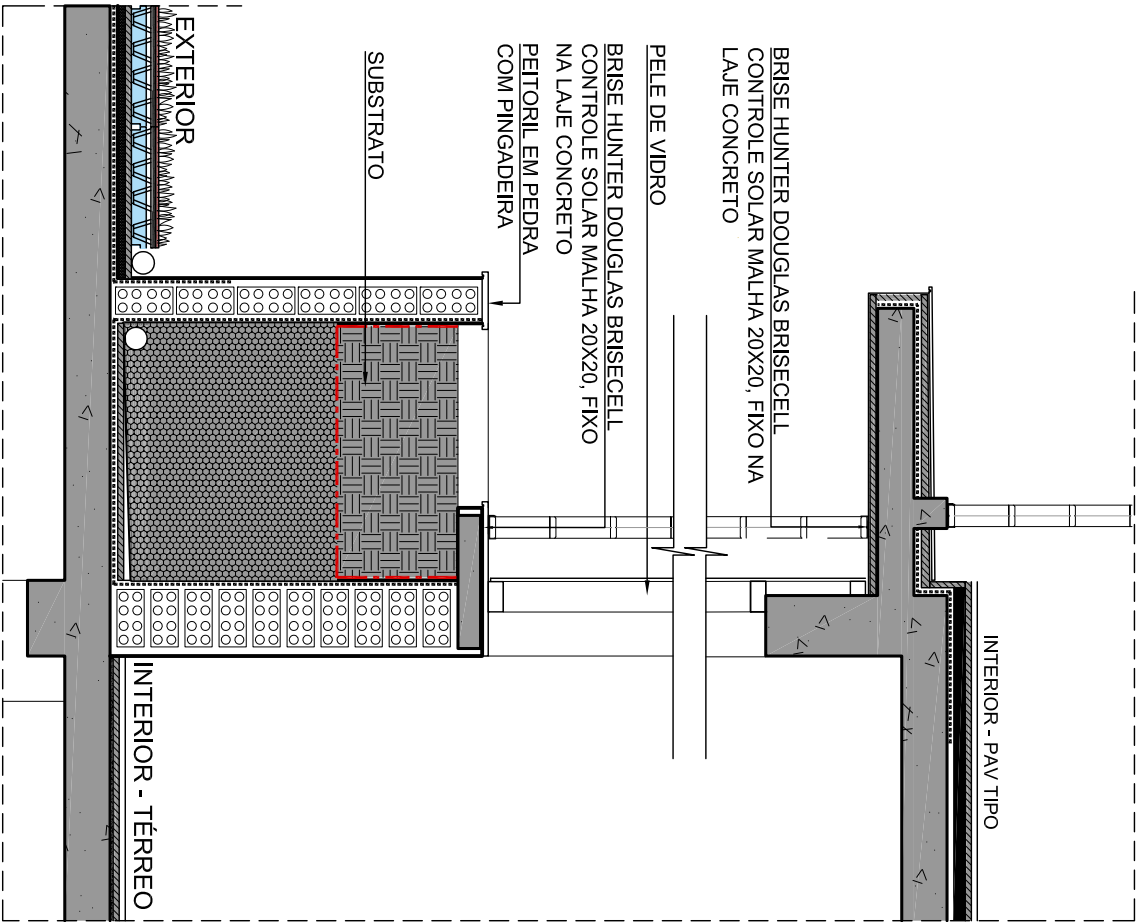 BRISE HUNTER DOUGLAS BRISECELL
CONTROLE SOLAR MALHA 20X20, FIXO NA
LAJE CONCRETO
PELE DE VIDRO
BRISE HUNTER DOUGLAS BRISECELL
CONTROLE SOLAR MALHA 20X20, FIXO
NA LAJE CONCRETO
PEITORIL EM PEDRA
COM PINGADEIRA
SUBSTRATO
EXTERIOR
INTERIOR - PAV TIPO
INTERIOR - TÉRREO